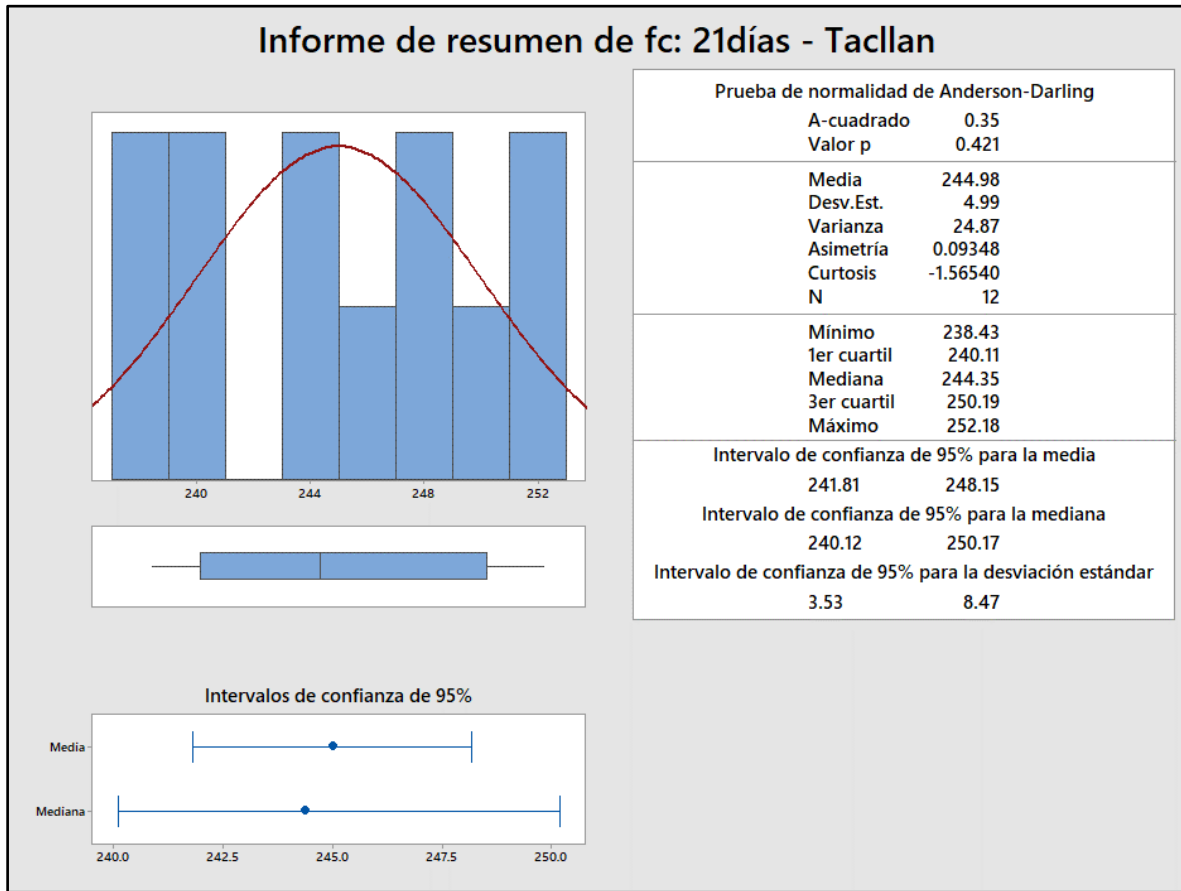 Informe de resumen de fc: 21días - Tacllan
240 244 248 252
Intervalos de confianza de 95%
Media
Mediana
240.0 242.5 245.0 247.5 250.0
Prueba de normalidad de Anderson-Darling
A-cuadrado 0.35
Valor p 0.421
Media 244.98
Desv.Est. 4.99
Varianza 24.87
Asimetría 0.09348
Curtosis -1.56540
N 12
Mínimo 238.43
1er cuartil 240.11
Mediana 244.35
3er cuartil 250.19
Máximo 252.18
Intervalo de confianza de 95% para la media
241.81 248.15
Intervalo de confianza de 95% para la mediana
240.12 250.17
Intervalo de confianza de 95% para la desviación estándar
3.53 8.47